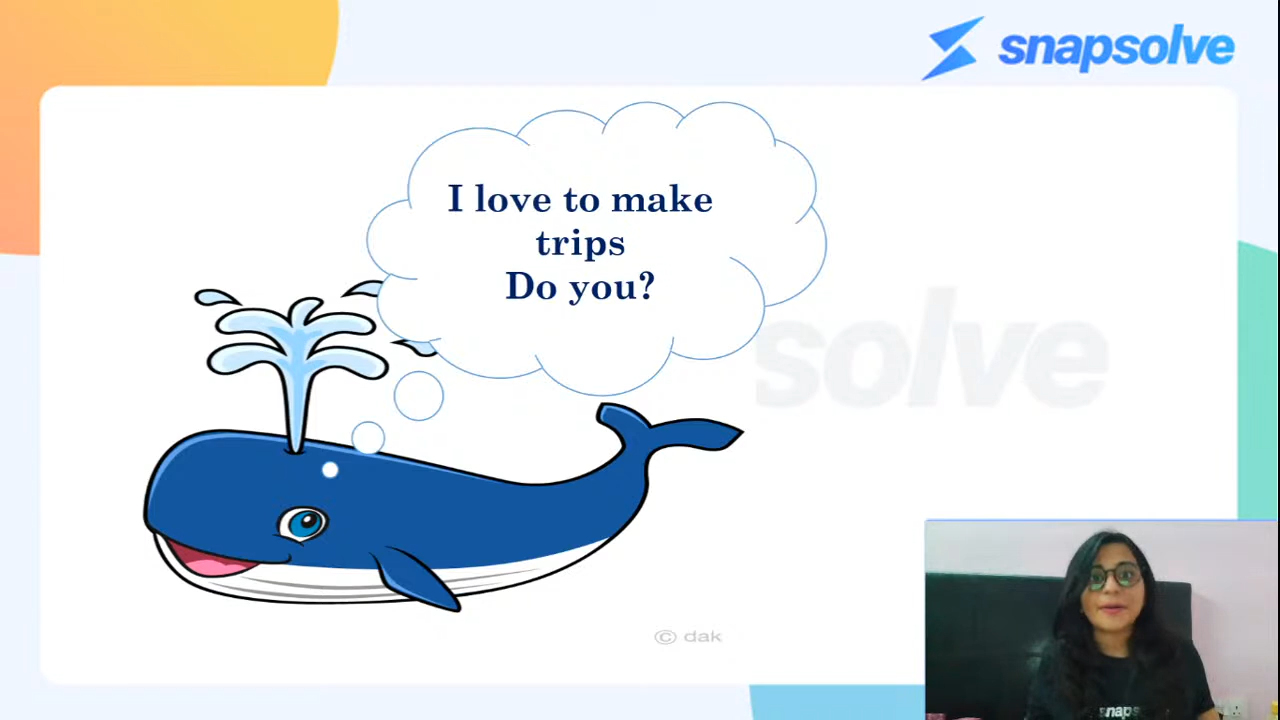 snapsolve
I love to make
trips
Do you?
solve
© dak
snaps